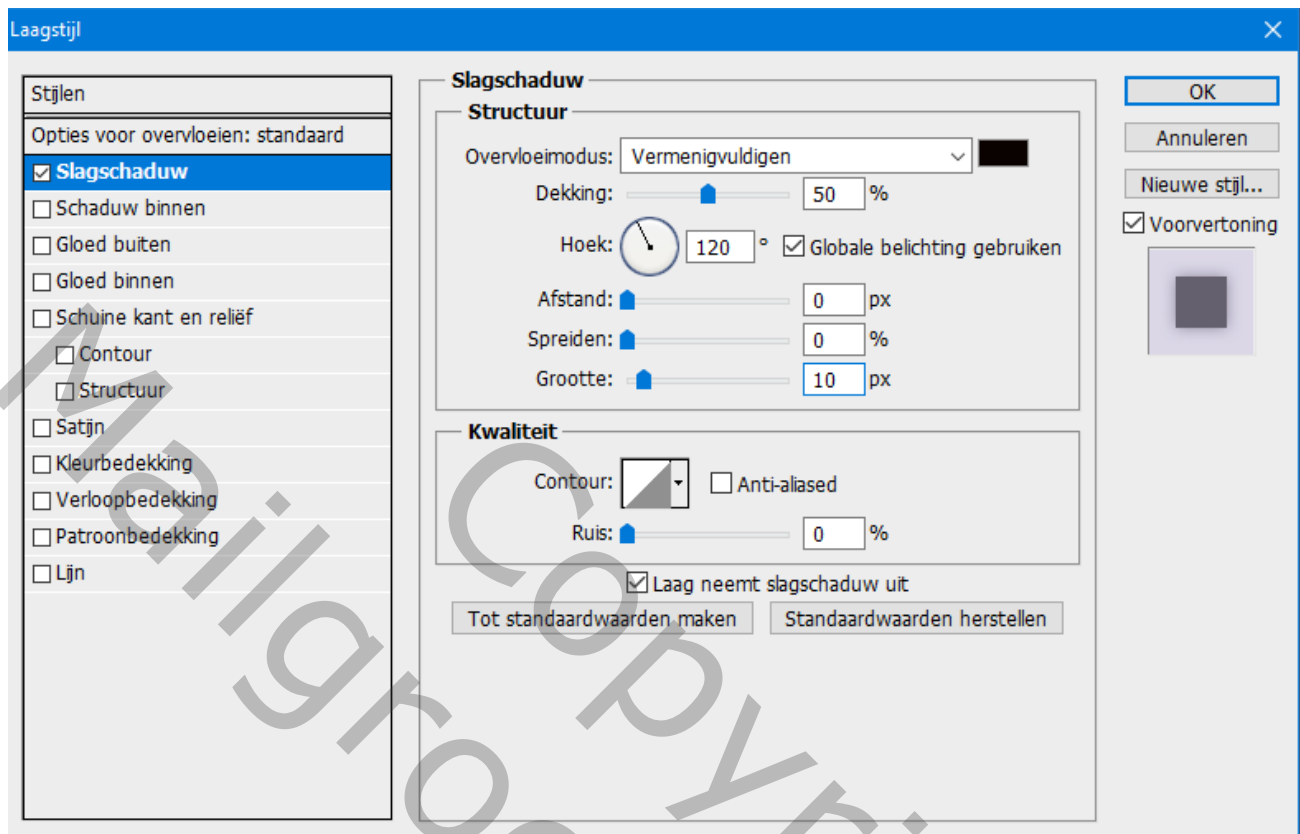 Laagstijl
Stijlen
Opties voor overvloeien: standaard
Slagschaduw
Schaduw binnen
Gloed buiten
Gloed binnen
Schuine kant en reliëf
Contour
Structuur
Satijn
Kleurbedekking
Verloopbedekking
Patroonbedekking
Lijn
Slagschaduw
Structuur
Overvloeimodus: Vermenigvuldigen
Dekking: 50 %
Hoek: 120 ° Globale belichting gebruiken
Afstand: 0 px
Spreiden: 0 %
Grootte: 10 px
Kwaliteit
Contour: Anti-aliased
Ruis: 0 %
Laag neemt slagschaduw uit
Tot standaardwaarden maken Standaardwaarden herstellen
OK
Annuleren
Nieuwe stijl...
Voorvertoning